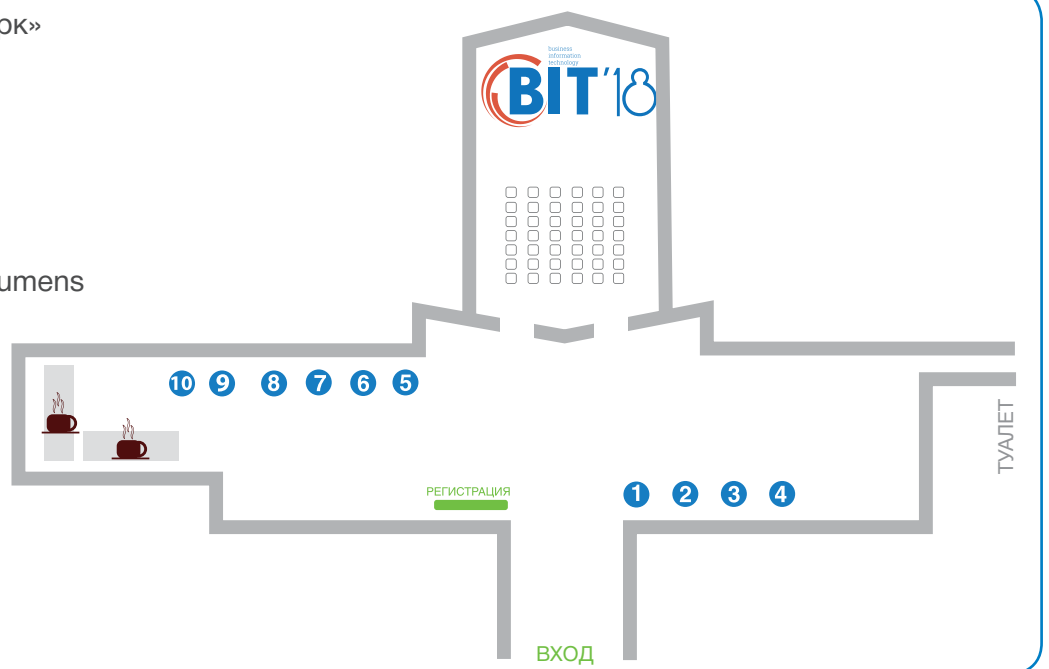 рк»
business
information
technology
BIT'18
umens
10 9 8 7 6 5
ТУАЛЕТ
РЕГИСТРАЦИЯ
1 2 3 4
ВХОД